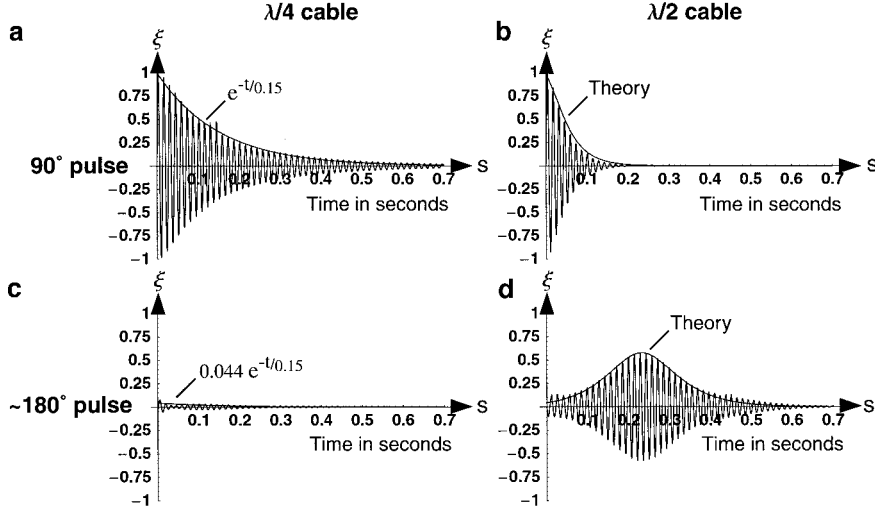 λ/4 cable
λ/2 cable
a
ξ
1
0.75
0.5
0.25
−0.25
−0.5
−0.75
−1
e^-t/0.15
90° pulse
0.1 0.2 0.3 0.4 0.5 0.6 0.7
S
Time in seconds
b
ξ
1
0.75
0.5
0.25
−0.25
−0.5
−0.75
−1
Theory
0.1 0.2 0.3 0.4 0.5 0.6 0.7
S
Time in seconds
c
ξ
1
0.75
0.5
0.25
−0.25
−0.5
−0.75
−1
0.044 e^-t/0.15
~180° pulse
0.1 0.2 0.3 0.4 0.5 0.6 0.7
S
Time in seconds
d
ξ
1
0.75
0.5
0.25
−0.25
−0.5
−0.75
−1
Theory
0.1 0.2 0.3 0.4 0.5 0.6 0.7
S
Time in seconds